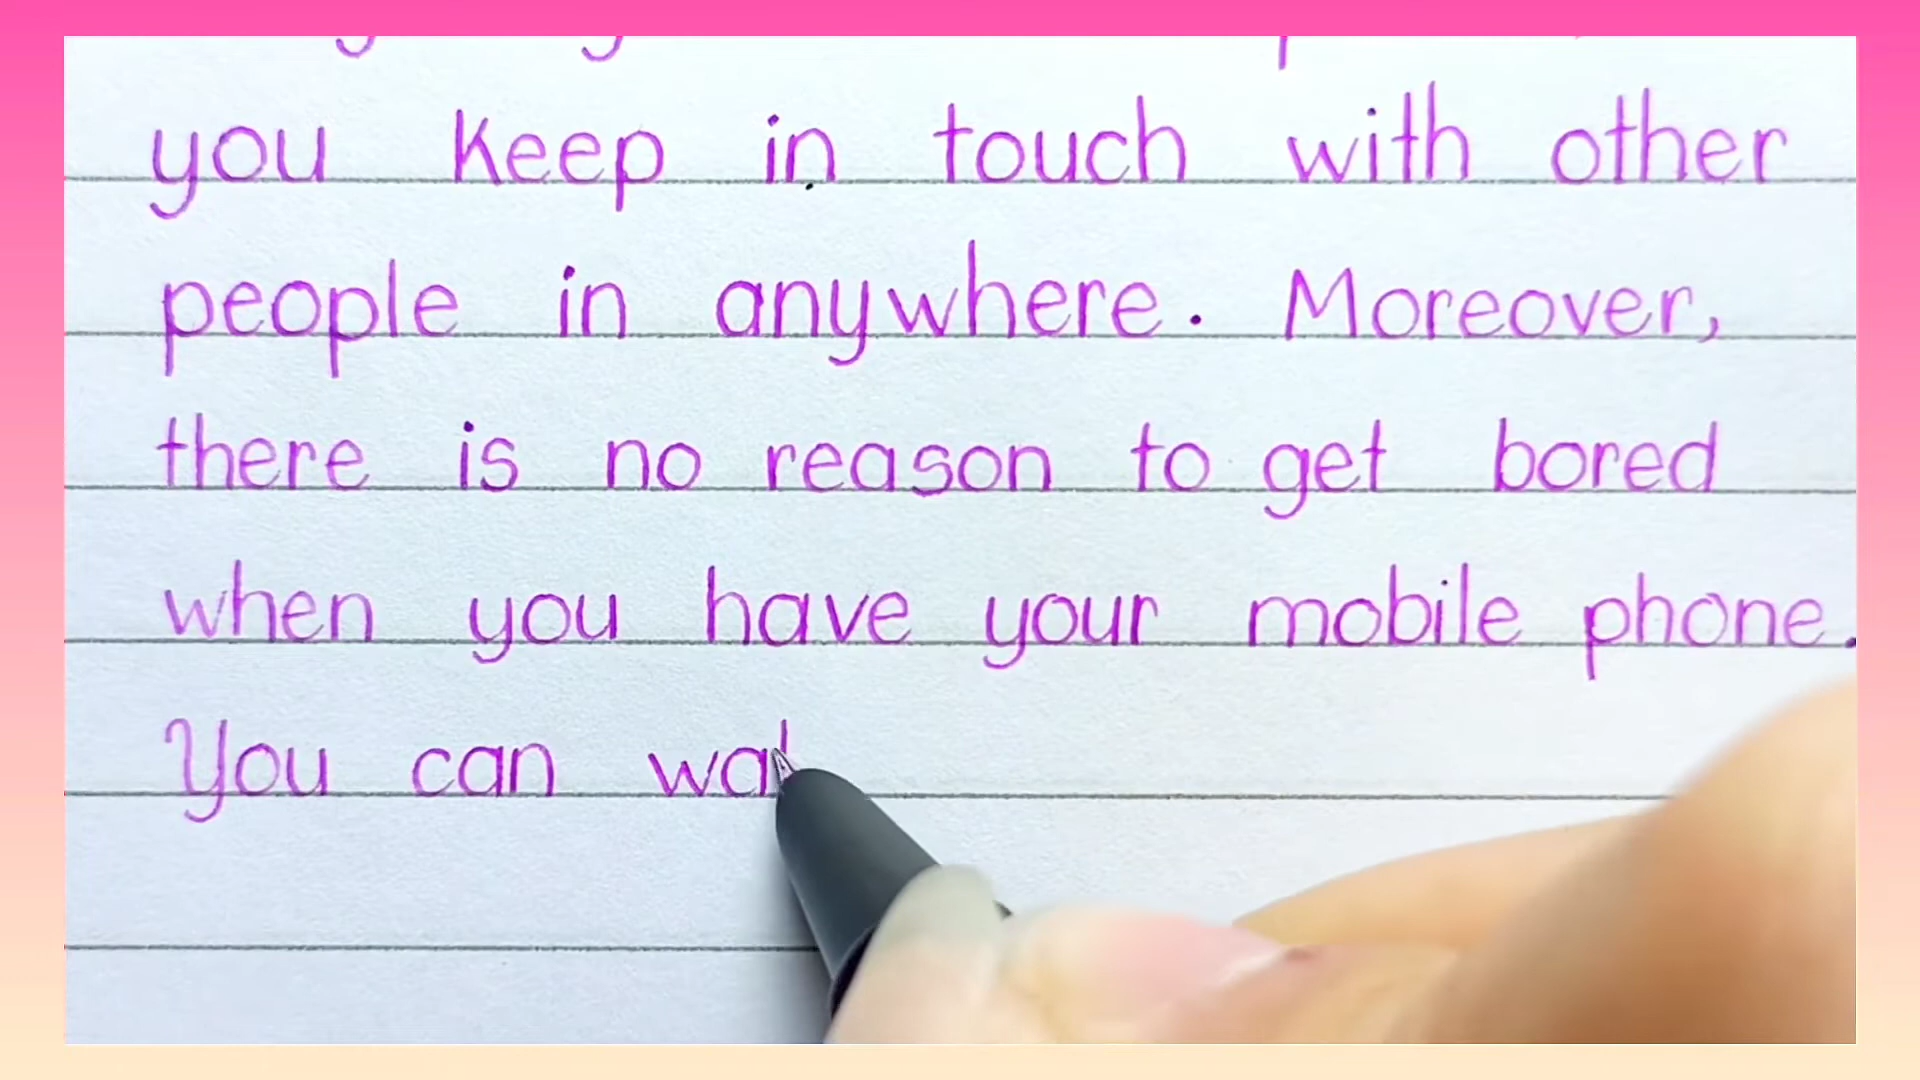 you keep in touch with other
people in anywhere. Moreover,
there is no reason to get bored
when you have your mobile phone.
You can